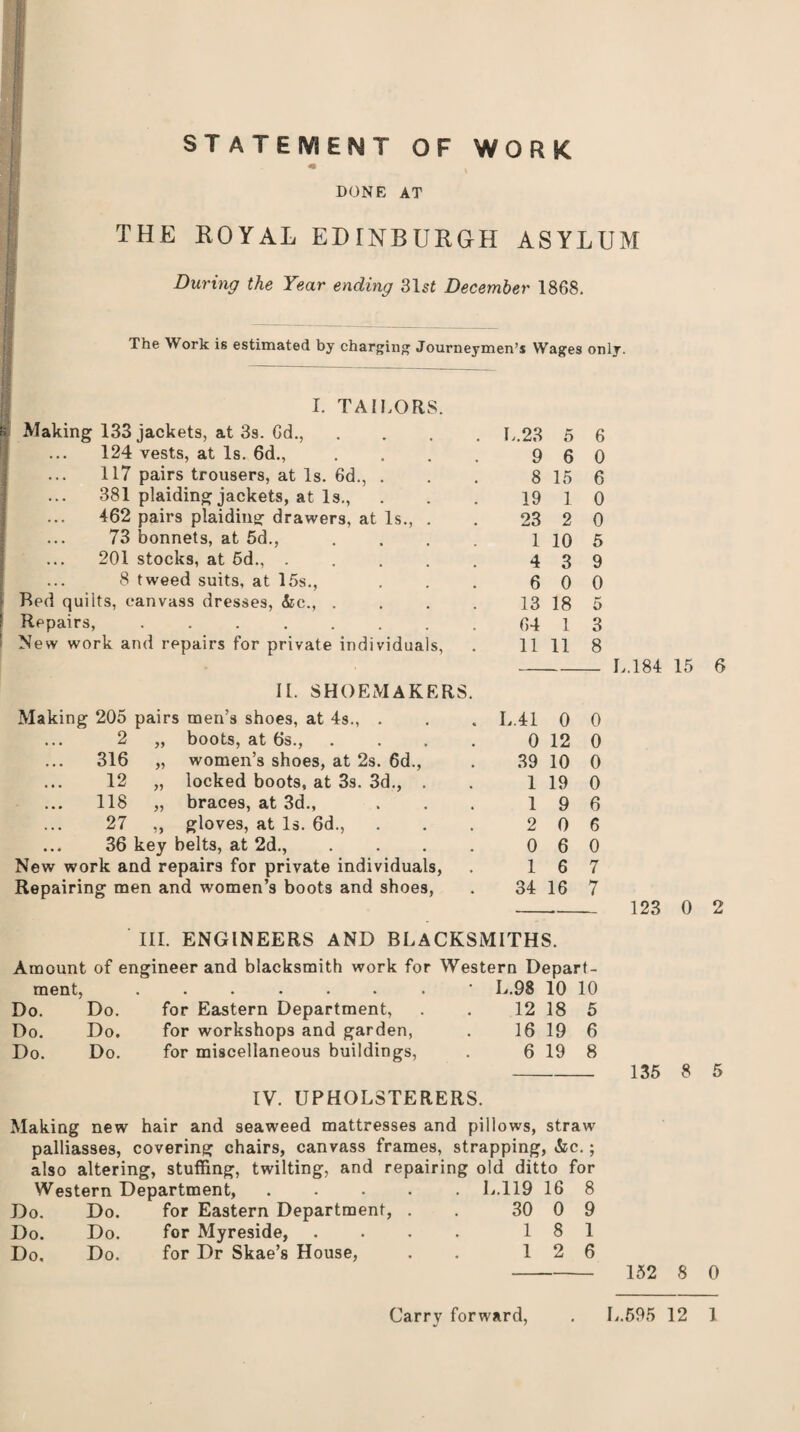 STATEMENT OF WORK
DONE AT
THE ROYAL EDINBURGH ASYLUM
During the Year ending 31st December 1868.
The Work is estimated by charging Journeymen's Wages only.
I. TAILORS.
Making 133 jackets, at 3s. 6d., . . . . L.23 5 6
... 124 vests, at 1s. 6d., . . . . 9 6 0
... 117 pairs trousers, at 1s. 6d., . . . 8 15 6
... 381 plaiding jackets, at 1s., . . . 19 1 0
... 462 pairs plaiding drawers, at 1s., . . 23 2 0
... 73 bonnets, at 5d., . . . . 1 10 5
... 201 stocks, at 5d., . . . . . 4 3 9
... 8 tweed suits, at 15s., . . . 6 0 0
Bed quilts, canvass dresses, &c., . . . . 13 18 5
Repairs, . . . . . . . . 64 1 3
New work and repairs for private individuals, . 11 11 8
L.184 15 6
II. SHOEMAKERS.
Making 205 pairs men's shoes, at 4s., . . . L.41 0 0
... 2 „ boots, at 6s., . . . . 0 12 0
... 316 „ women's shoes, at 2s. 6d., . 39 10 0
... 12 „ locked boots, at 3s. 3d., . . 1 19 0
... 118 „ braces, at 3d., . . . 1 9 6
... 27 „ gloves, at 1s. 6d., . . . 2 0 6
... 36 key belts, at 2d., . . . . 0 6 0
New work and repairs for private individuals, . 1 6 7
Repairing men and women's boots and shoes, . 34 16 7
123 0 2
III. ENGINEERS AND BLACKSMITHS.
Amount of engineer and blacksmith work for Western Depart-
ment, . . . . . . . . L.98 10 10
Do. Do. for Eastern Department, . . 12 18 5
Do. Do. for workshops and garden, . 16 19 6
Do. Do. for miscellaneous buildings, . 6 19 8
135 8 5
IV. UPHOLSTERERS.
Making new hair and seaweed mattresses and pillows, straw
palliasses, covering chairs, canvass frames, strapping, &c.;
also altering, stuffing, twilting, and repairing old ditto for
Western Department, . . . . . L.119 16 8
Do. Do. for Eastern Department, . . 30 0 9
Do. Do. for Myreside, . . . . 1 8 1
Do. Do. for Dr Skae's House, . . 1 2 6
152 8 0
Carry forward, . L.595 12 1